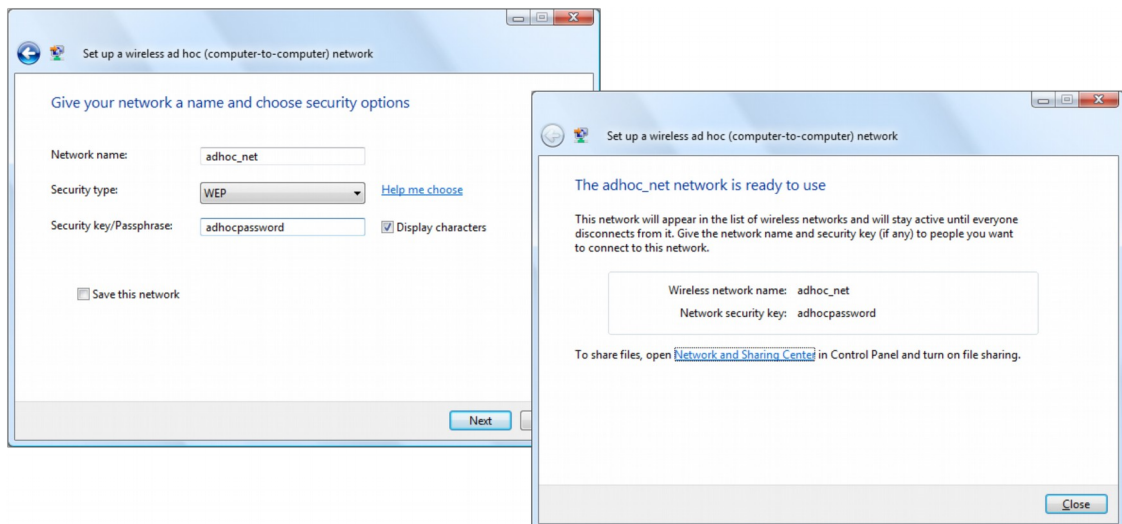 Set up a wireless ad hoc (computer-to-computer) network
Give your network a name and choose security options
Network name: adhoc_net
Security type: WEP Help me choose
Security key/Passphrase: adhocpassword Display characters
Save this network
Next
Set up a wireless ad hoc (computer-to-computer) network
The adhoc_net network is ready to use
This network will appear in the list of wireless networks and will stay active until everyone
disconnects from it. Give the network name and security key (if any) to people you want
to connect to this network.
Wireless network name: adhoc_net
Network security key: adhocpassword
To share files, open Network and Sharing Center in Control Panel and turn on file sharing.
Close